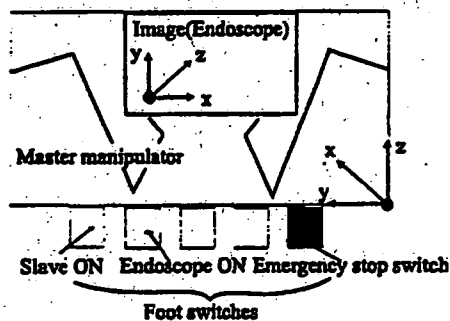 Image(Endoscope)
y
z
x
Master manipulator
z
x
y
Slave ON Endoscope ON Emergency stop switch
Foot switches